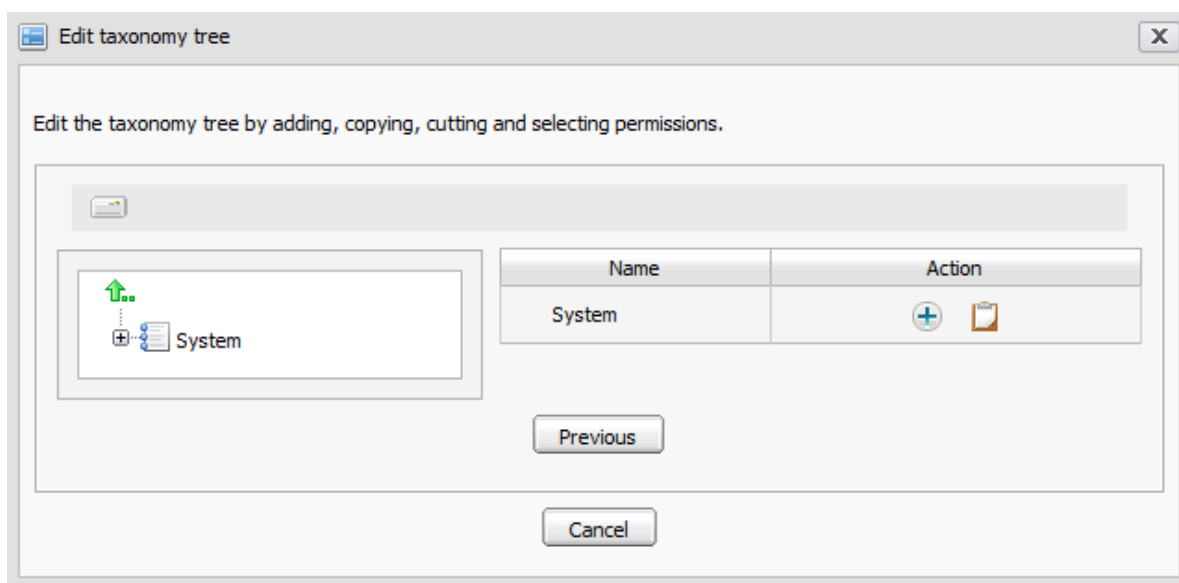 Edit taxonomy tree
X
Edit the taxonomy tree by adding, copying, cutting and selecting permissions.
Name Action
System
System
Previous
Cancel